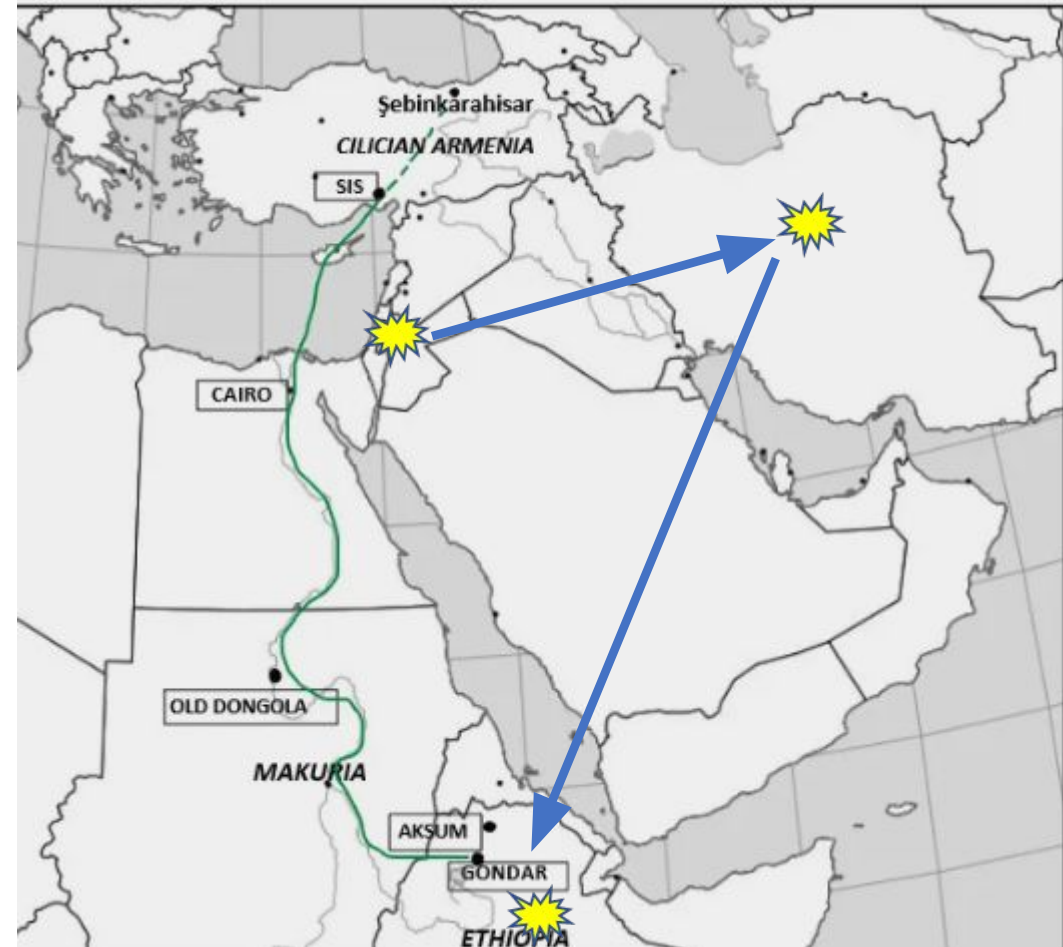 Şebinkarahisar
CILICIAN ARMENIA
SIS
CAIRO
OLD DONGOLA
MAKURIA
AKSUM
GONDAR
ETHIOPIA